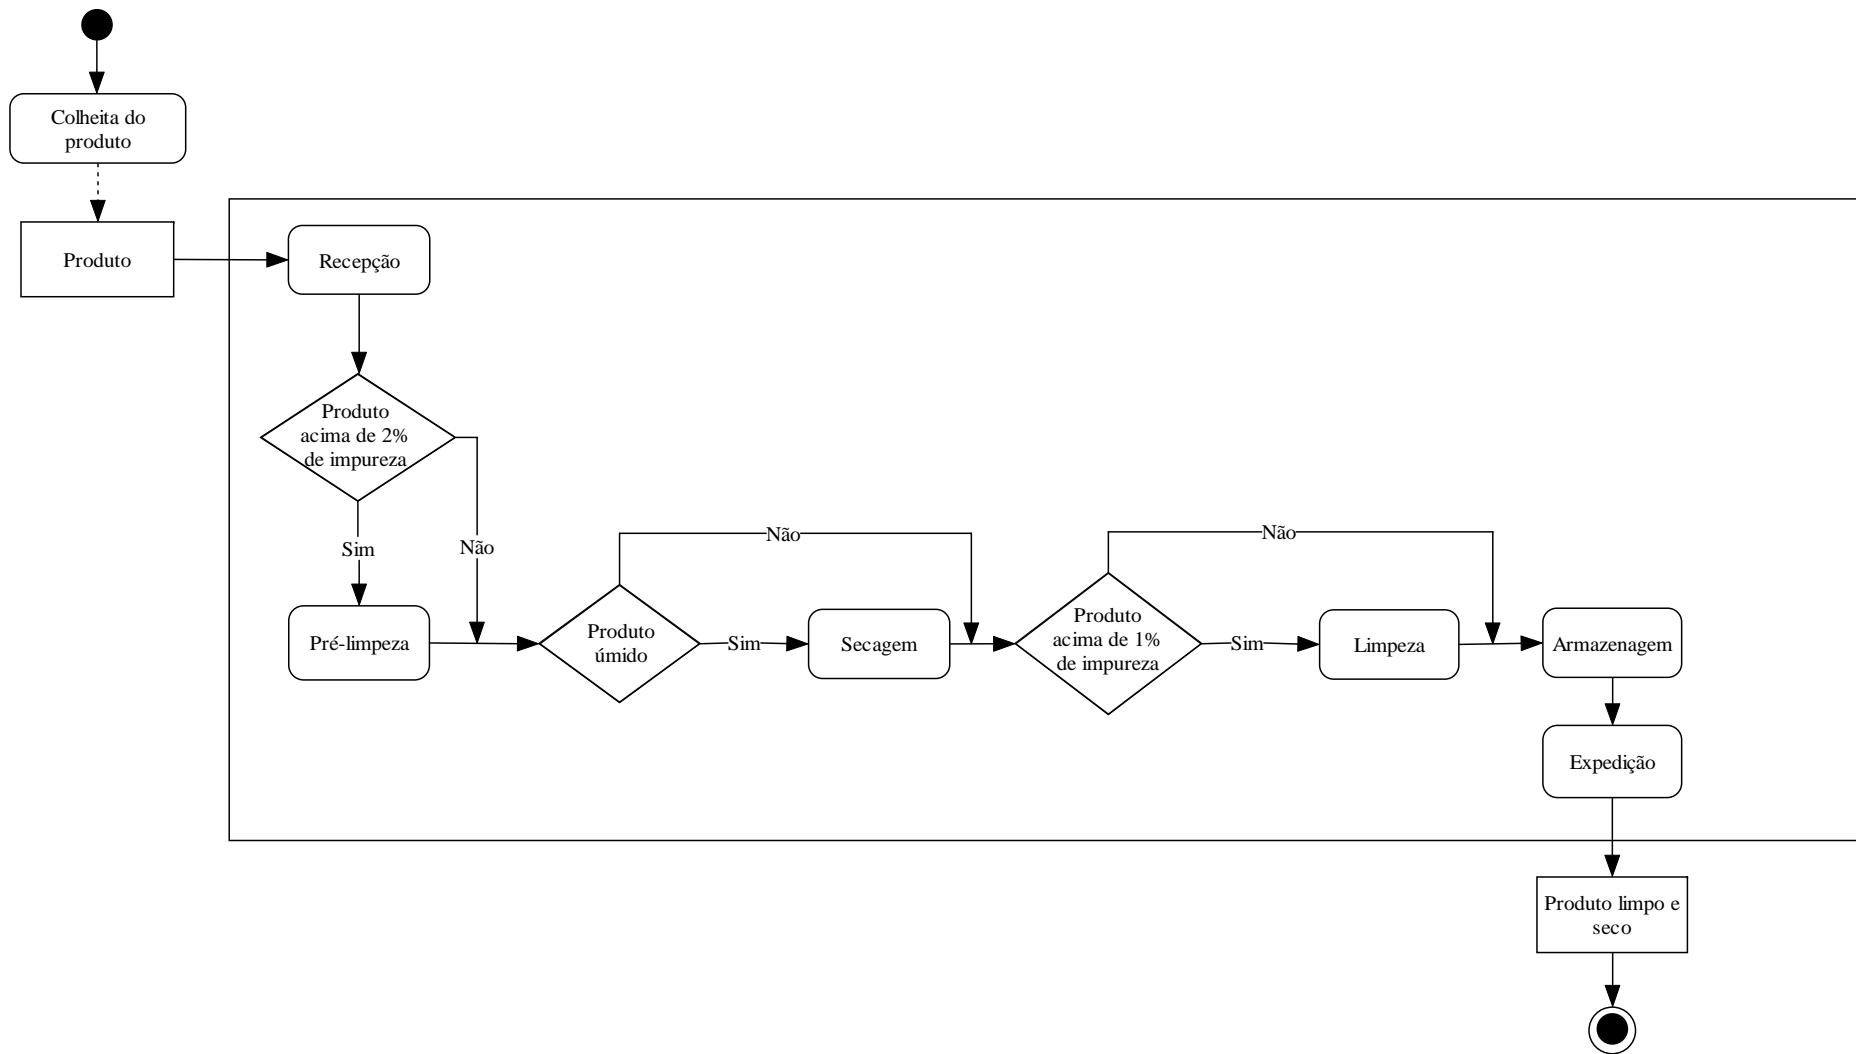 Colheita do
produto
Produto
Recepção
Produto
acima de 2%
de impureza
Sim
Não
Pré-limpeza
Produto
úmido
Não
Sim
Secagem
Produto
acima de 1%
de impureza
Não
Sim
Limpeza
Armazenagem
Expedição
Produto limpo e
seco